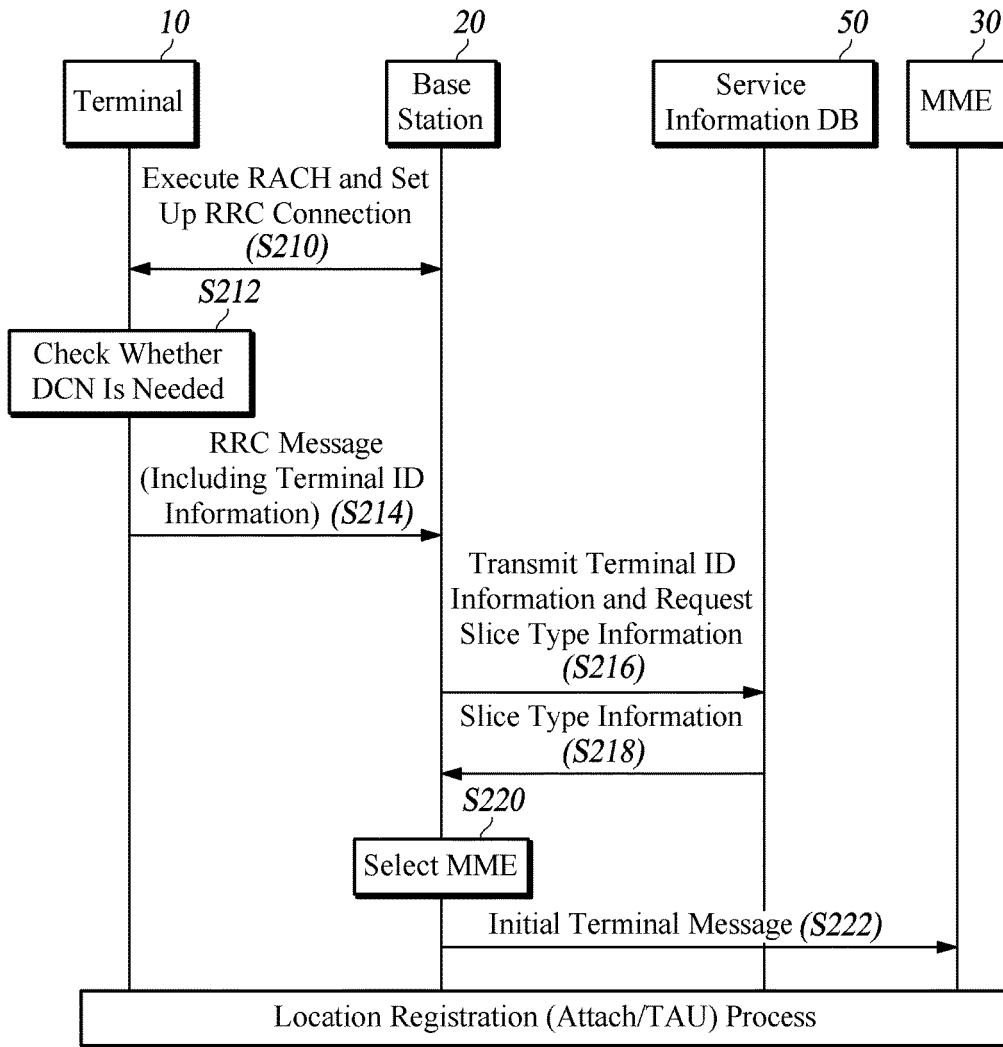 10
20
50
30
Terminal
Base
Station
Service
Information DB
MME
Execute RACH and Set
Up RRC Connection
(S210)
S212
Check Whether
DCN Is Needed
RRC Message
(Including Terminal ID
Information) (S214)
Transmit Terminal ID
Information and Request
Slice Type Information
(S216)
Slice Type Information
(S218)
S220
Select MME
Initial Terminal Message (S222)
Location Registration (Attach/TAU) Process